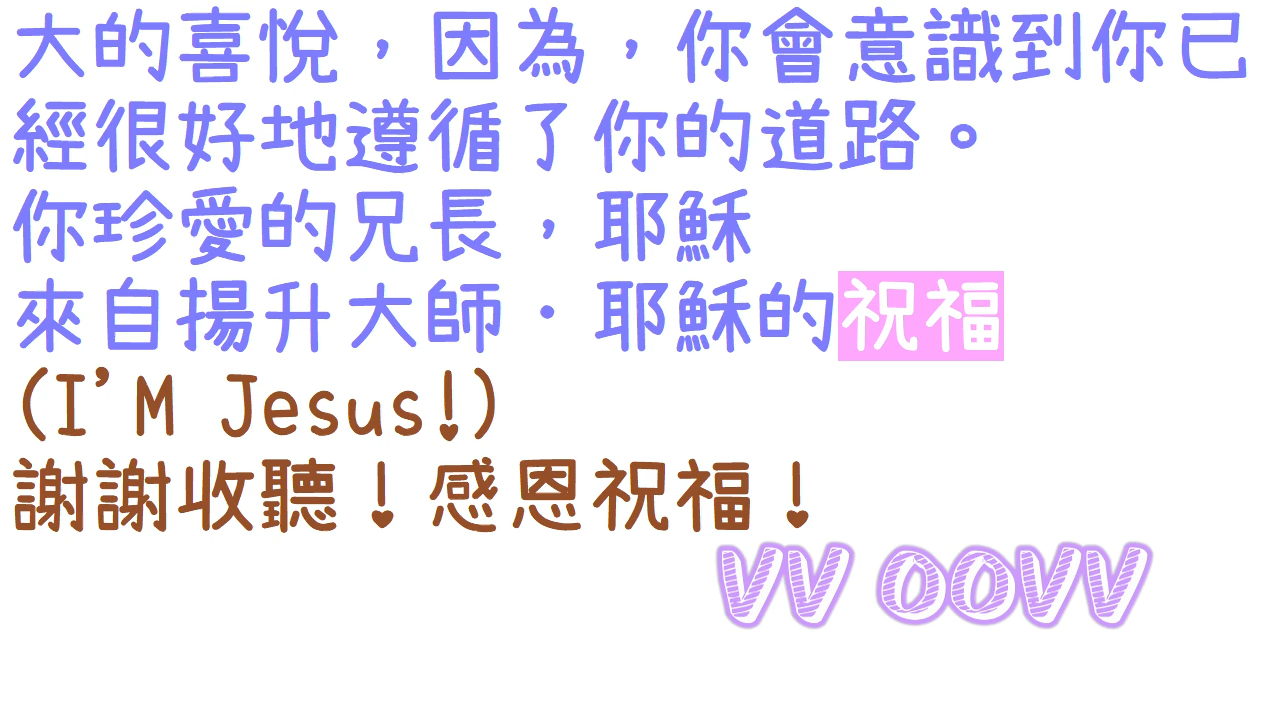 大的喜悅，因為，你會意識到你已
經很好地遵循了你的道路。
你珍愛的兄長，耶穌
來自揚升大師·耶穌的祝福
(I'M Jesus!)
謝謝收聽！感恩祝福！
VV OOVV